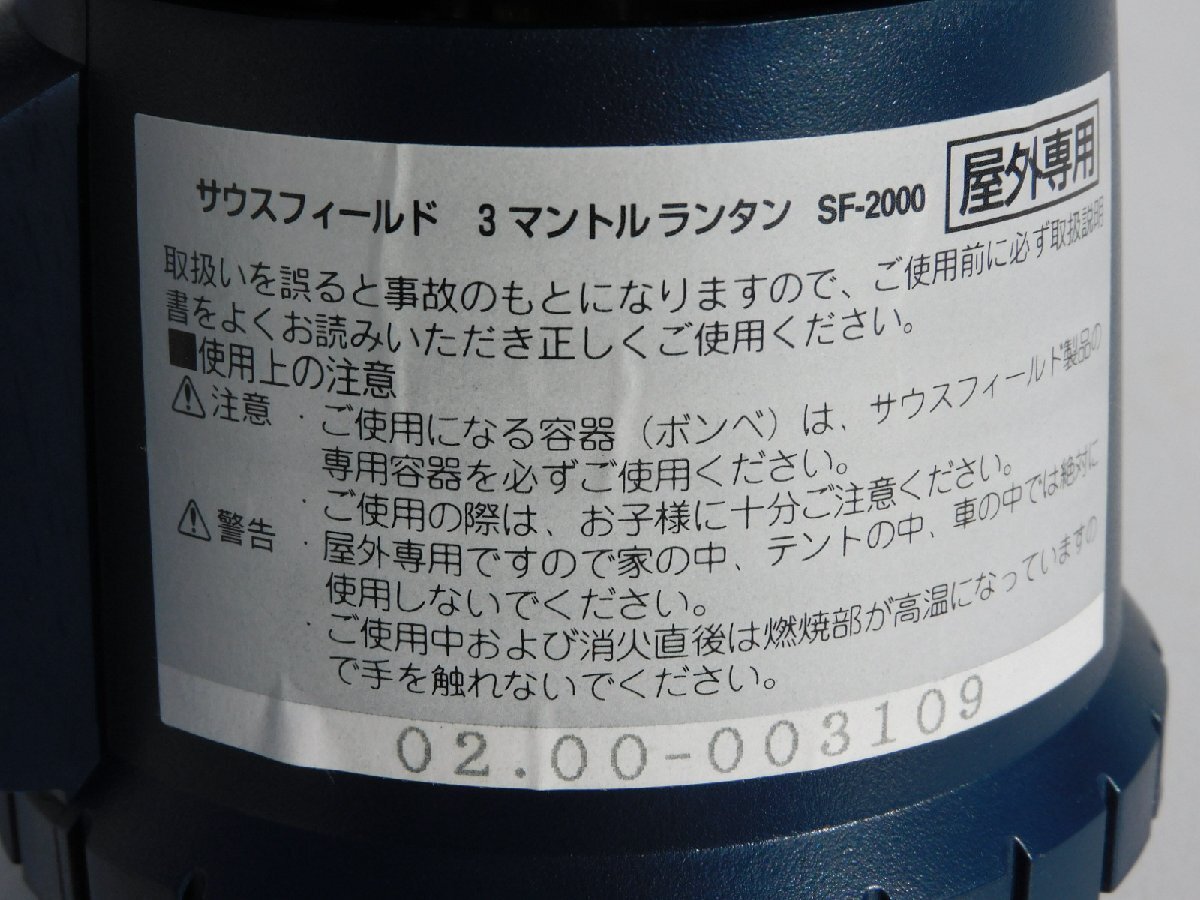 サウスフィールド 3マントルランタン SF-2000 屋外専用
取扱いを誤ると事故のもとになりますので、ご使用前に必ず取扱説明
書をよくお読みいただき正しくご使用ください。
■使用上の注意
⚠注意 ・ご使用になる容器(ボンベ)は、サウスフィールド製品の
専用容器を必ずご使用ください。
・ご使用の際は、お子様に十分ご注意ください。
⚠警告 ・屋外専用ですので家の中、テントの中、車の中では絶対に
使用しないでください。
・ご使用中および消火直後は燃焼部が高温になっていますの
で手を触れないでください。
02.00-003109